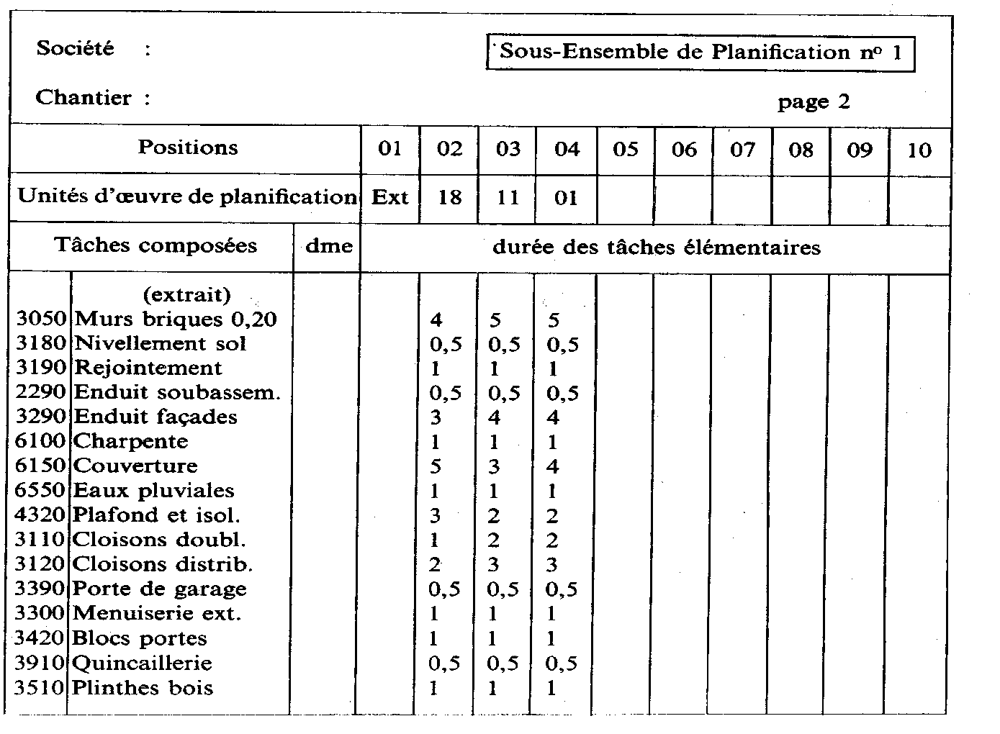 Société :
Sous-Ensemble de Planification nº 1
Chantier :
page 2
Positions 01 02 03 04 05 06 07 08 09 10
Unités d'œuvre de planification Ext 18 11 01
Tâches composées dme durée des tâches élémentaires
(extrait)
3050 Murs briques 0,20 4 5 5
3180 Nivellement sol 0,5 0,5 0,5
3190 Rejointement 1 1 1
2290 Enduit soubassem. 0,5 0,5 0,5
3290 Enduit façades 3 4 4
6100 Charpente 1 1 1
6150 Couverture 5 3 4
6550 Eaux pluviales 1 1 1
4320 Plafond et isol. 3 2 2
3110 Cloisons doubl. 1 2 2
3120 Cloisons distrib. 2 3 3
3390 Porte de garage 0,5 0,5 0,5
3300 Menuiserie ext. 1 1 1
3420 Blocs portes 1 1 1
3910 Quincaillerie 0,5 0,5 0,5
3510 Plinthes bois 1 1 1